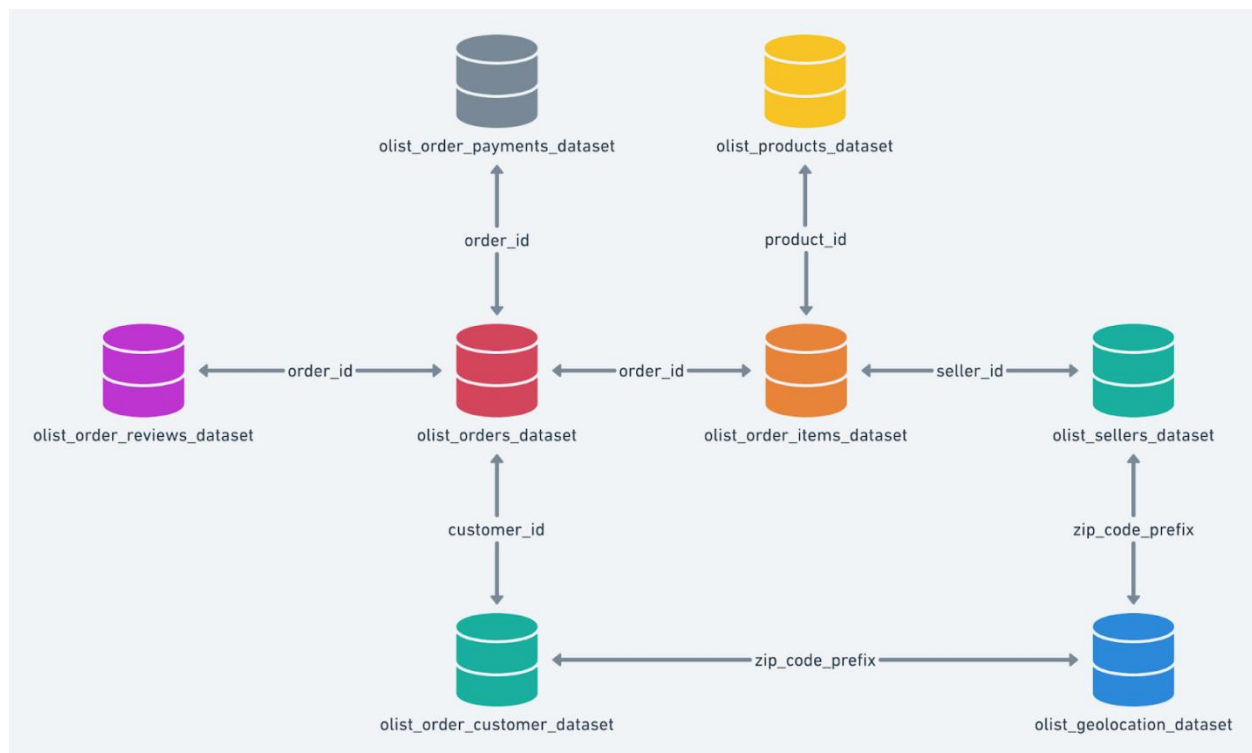 olist_order_payments_dataset
olist_products_dataset
order_id
product_id
order_id
order_id
seller_id
olist_order_reviews_dataset
olist_orders_dataset
olist_order_items_dataset
olist_sellers_dataset
customer_id
zip_code_prefix
zip_code_prefix
olist_order_customer_dataset
olist_geolocation_dataset